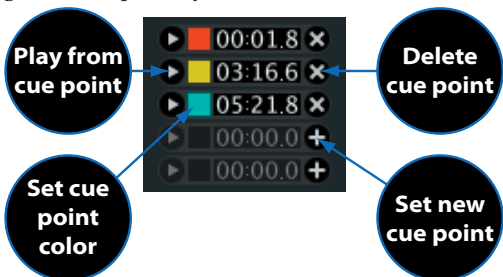 Play from
cue point
00:01.8
03:16.6
05:21.8
00:00.0
00:00.0
Delete
cue point
Set cue
point
color
Set new
cue point